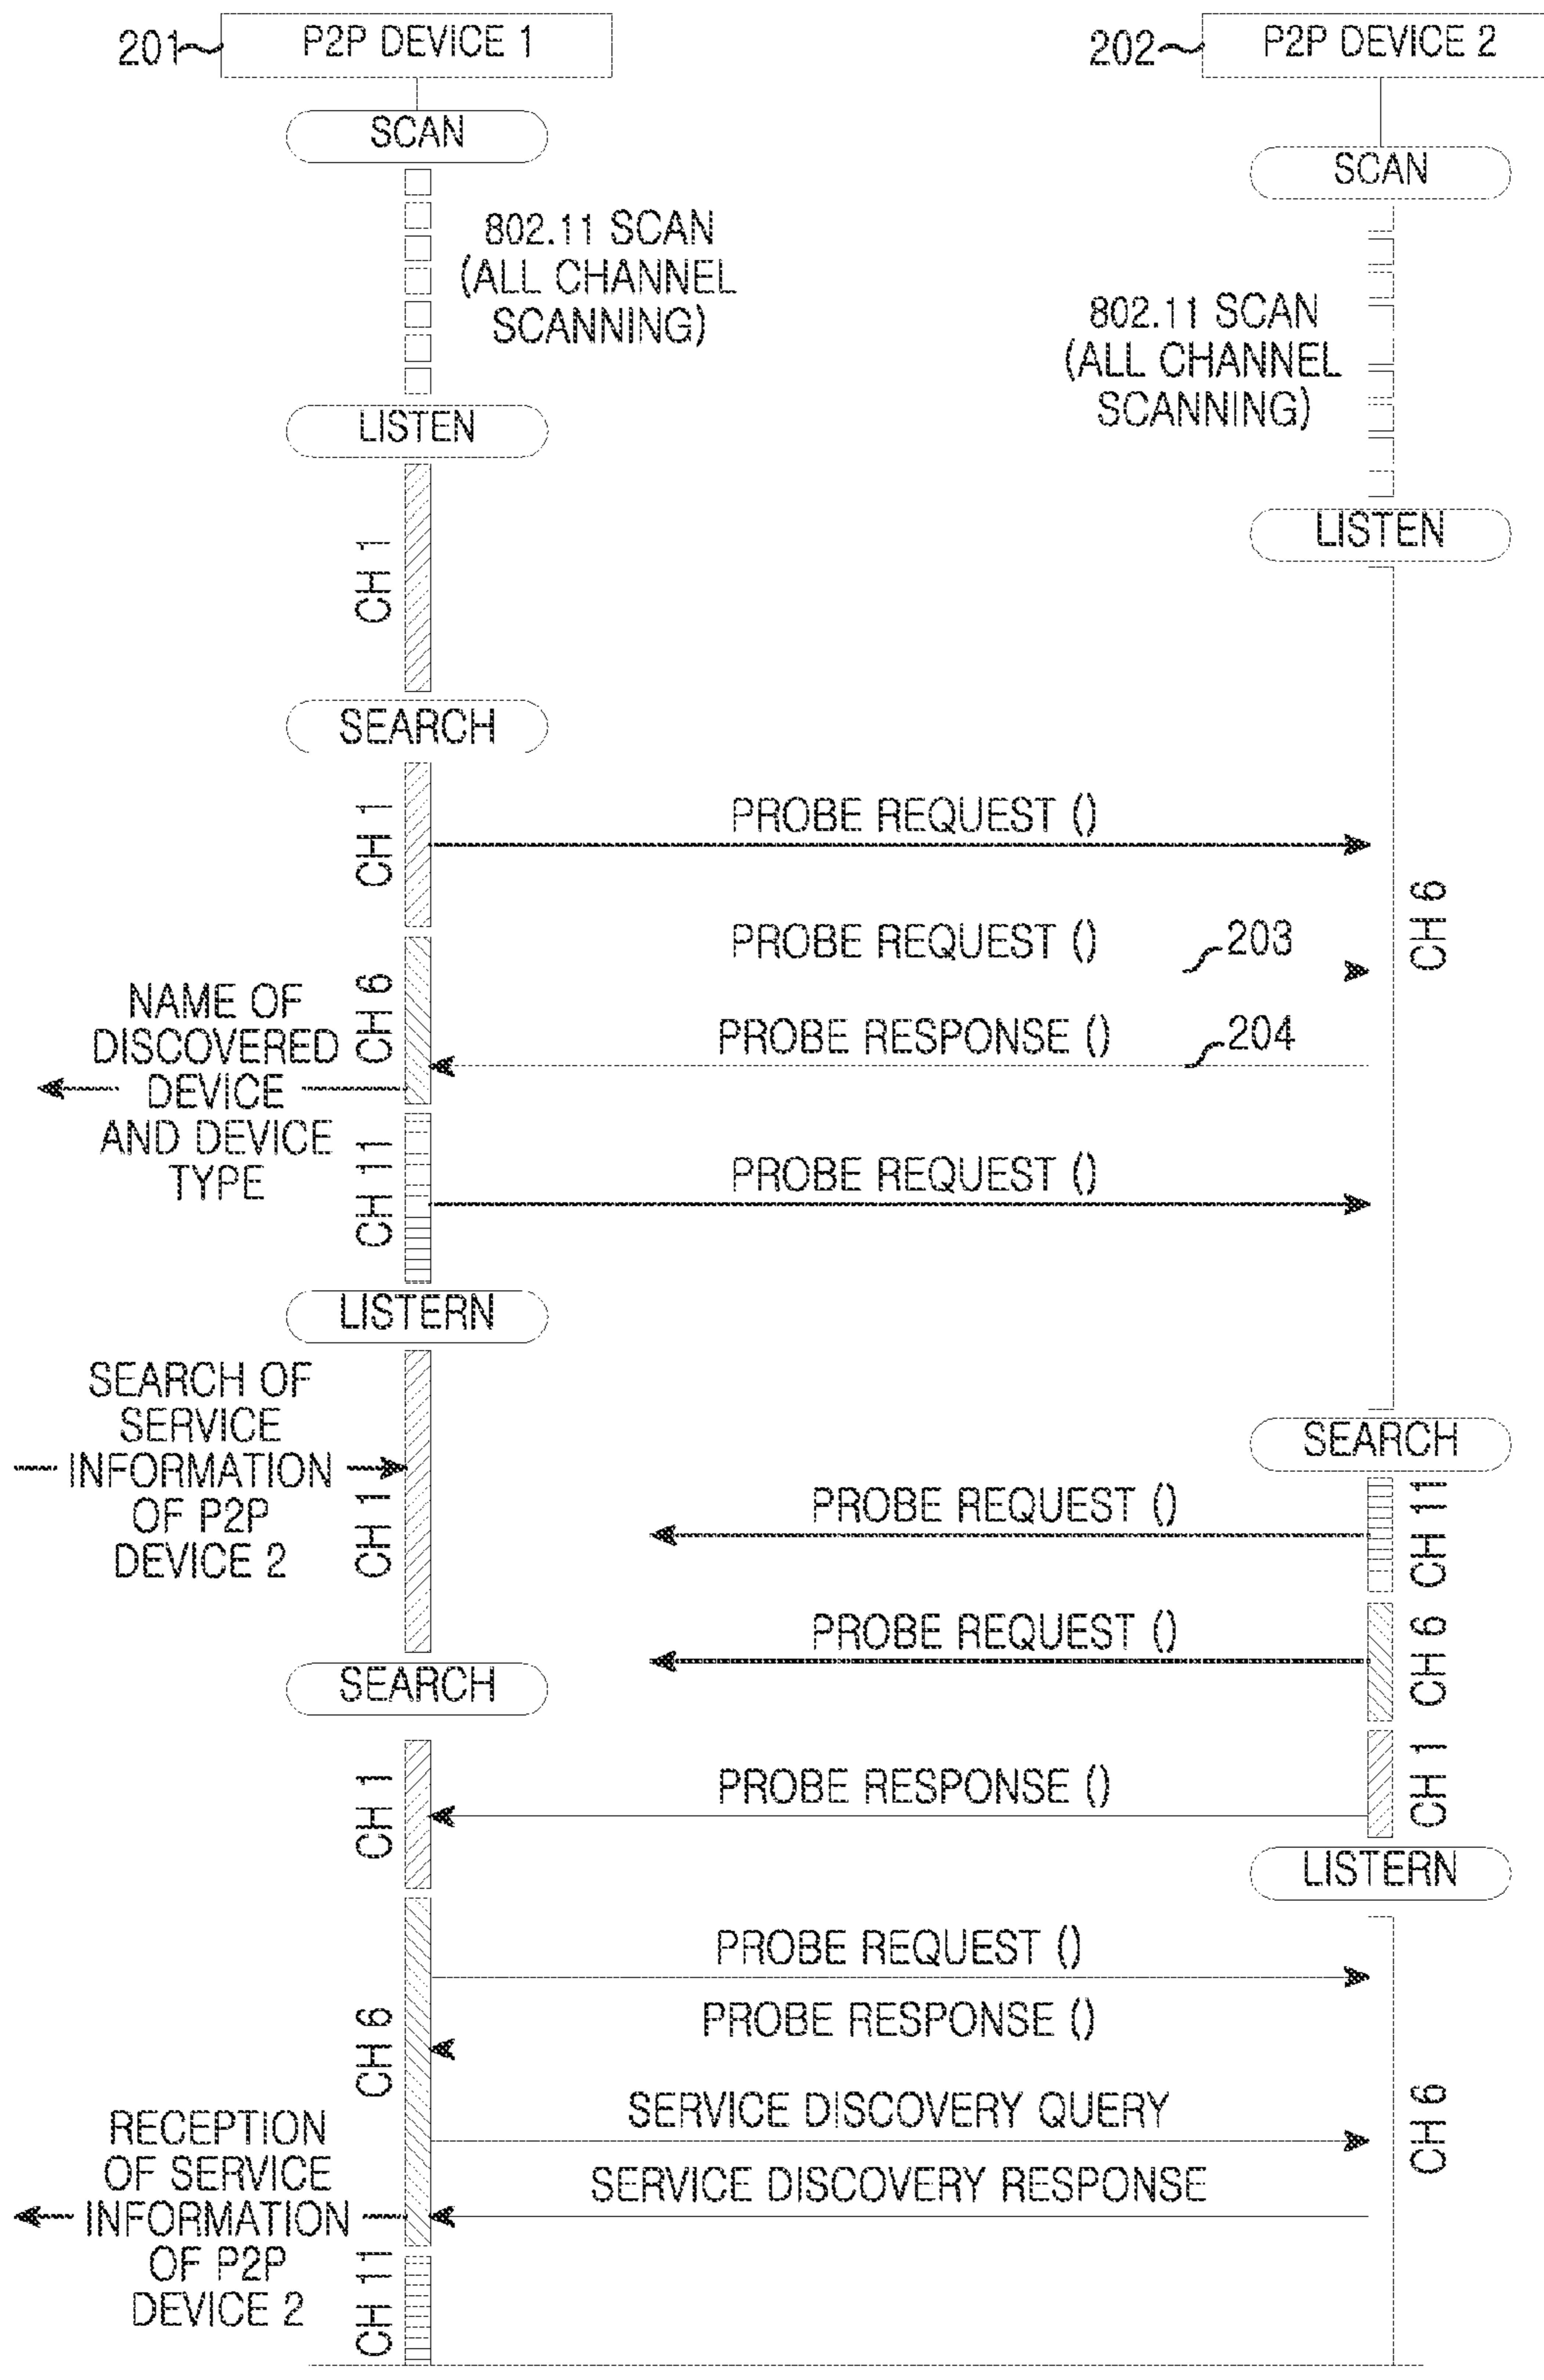 201
P2P DEVICE 1
202
P2P DEVICE 2
SCAN
SCAN
802.11 SCAN
(ALL CHANNEL
SCANNING)
802.11 SCAN
(ALL CHANNEL
SCANNING)
LISTEN
LISTEN
CH 1
SEARCH
CH 1
PROBE REQUEST ()
CH 6
PROBE REQUEST ()
203
CH 6
PROBE RESPONSE ()
204
NAME OF
DISCOVERED
DEVICE
AND DEVICE
TYPE
CH 11
PROBE REQUEST ()
LISTERN
SEARCH OF
SERVICE
INFORMATION
OF P2P
DEVICE 2
CH 1
SEARCH
PROBE REQUEST ()
CH 11
PROBE REQUEST ()
CH 6
SEARCH
CH 1
PROBE RESPONSE ()
CH 1
LISTERN
PROBE REQUEST ()
CH 6
PROBE RESPONSE ()
SERVICE DISCOVERY QUERY
CH 6
SERVICE DISCOVERY RESPONSE
RECEPTION
OF SERVICE
INFORMATION
OF P2P
DEVICE 2
CH 11